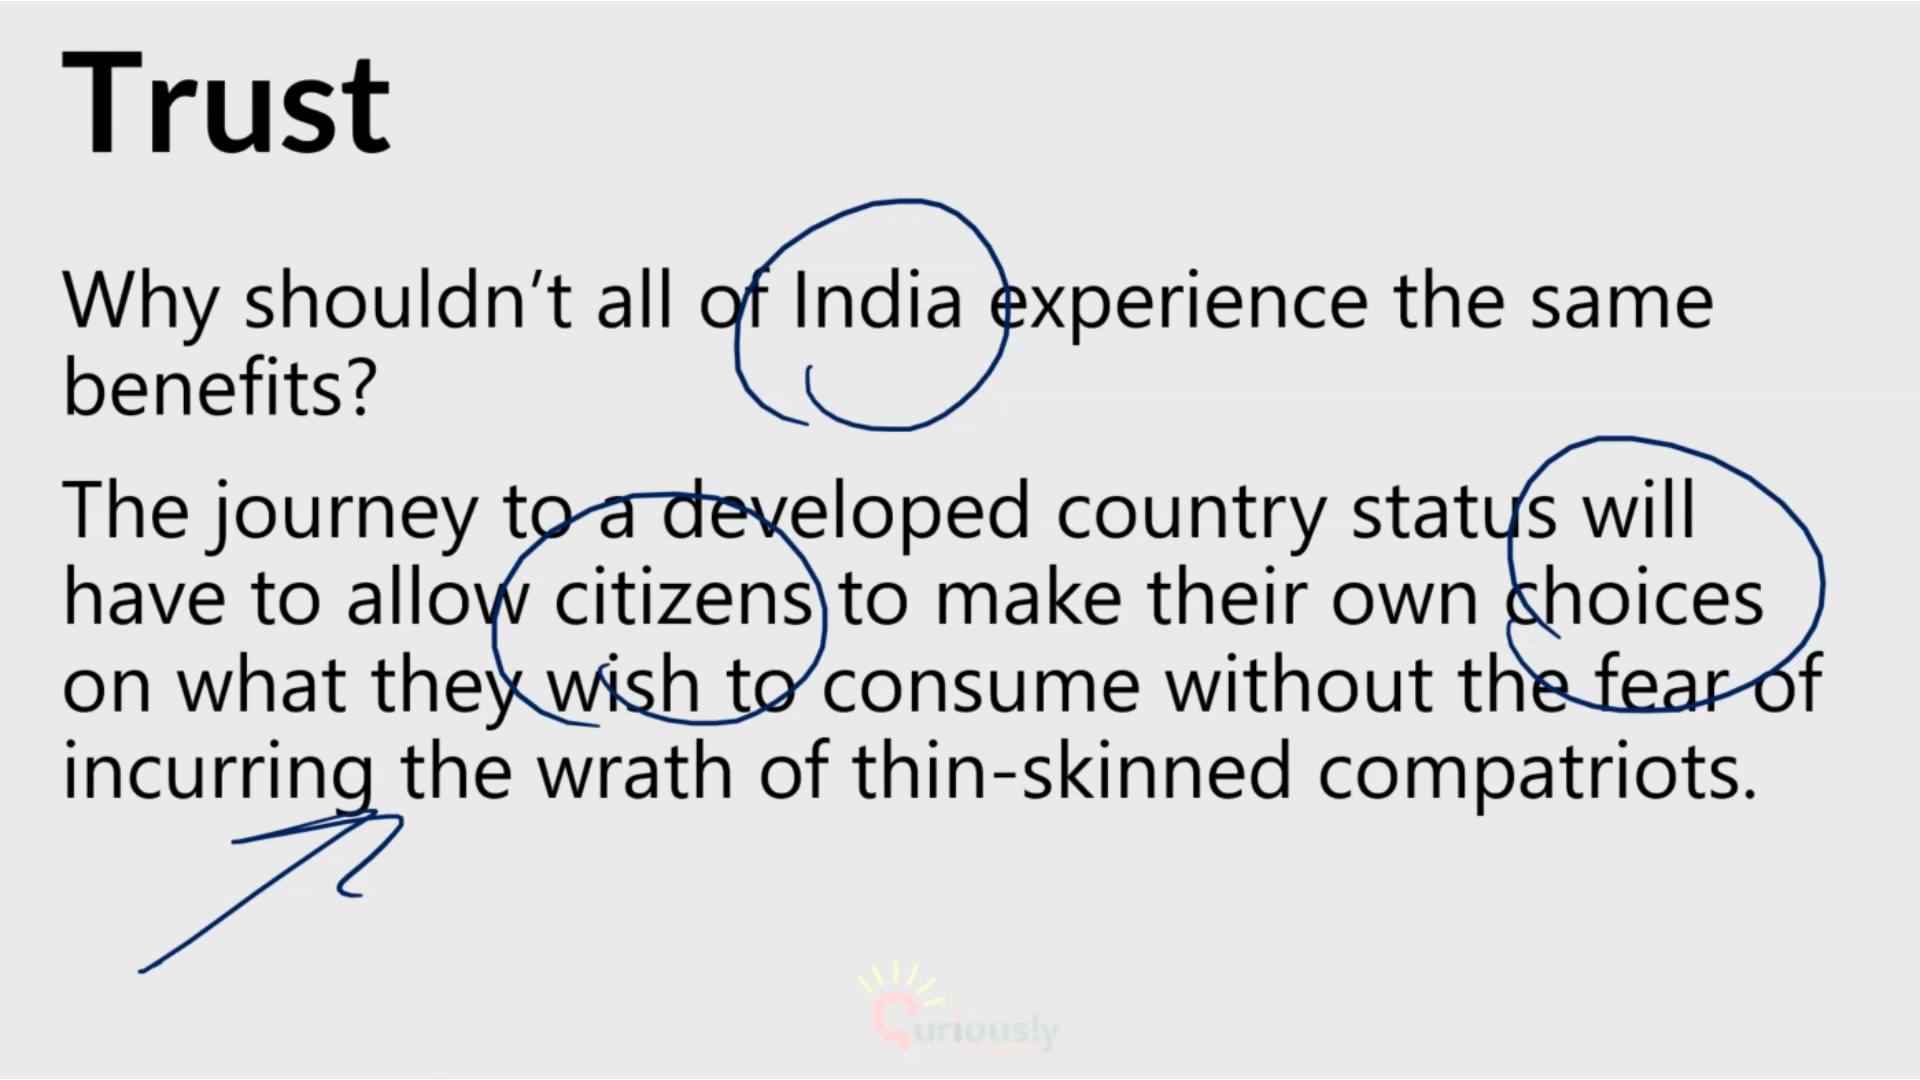 Trust
Why shouldn’t all of India experience the same
benefits?
The journey to a developed country status will
have to allow citizens to make their own choices
on what they wish to consume without the fear of
incurring the wrath of thin-skinned compatriots.
Curiously